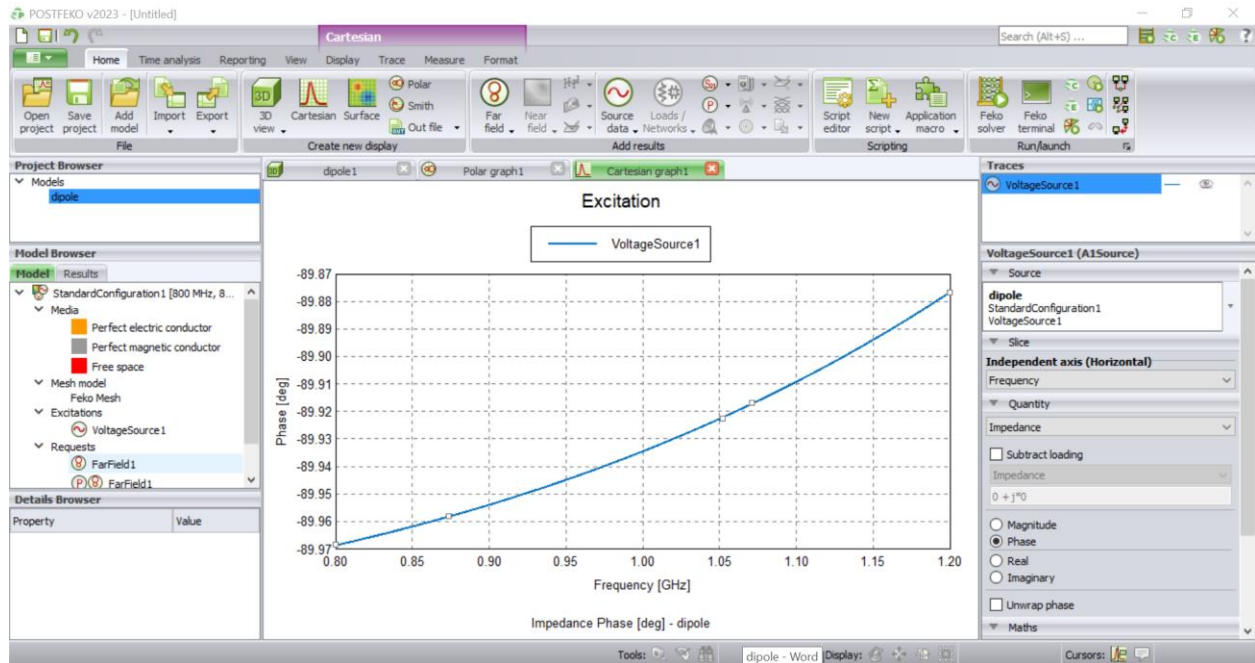 POSTFEKO v2023 - [Untitled]
Cartesian
Search (Alt+S) ...
Home Time analysis Reporting View Display Trace Measure Format
Open project
Save project
Add model
Import
Export
File
3D view
Cartesian
Surface
Polar
Smith
Out file
Create new display
Far field
Near field
Source data
Loads / Networks
Add results
Script editor
New script
Application macro
Scripting
Feko solver
Feko terminal
Run/launch
Project Browser
Models
dipole
Model Browser
Model Results
StandardConfiguration1 [800 MHz, 8...
Media
Perfect electric conductor
Perfect magnetic conductor
Free space
Mesh model
Feko Mesh
Excitations
VoltageSource1
Requests
FarField1
FarField1
Details Browser
Property Value
dipole1 Polar graph1 Cartesian graph1
Excitation
VoltageSource1
-89.87
-89.88
-89.89
-89.90
-89.91
-89.92
-89.93
-89.94
-89.95
-89.96
-89.97
Phase [deg]
0.80 0.85 0.90 0.95 1.00 1.05 1.10 1.15 1.20
Frequency [GHz]
Impedance Phase [deg] - dipole
Traces
VoltageSource1
VoltageSource1 (A1Source)
Source
dipole
StandardConfiguration1
VoltageSource1
Slice
Independent axis (Horizontal)
Frequency
Quantity
Impedance
Subtract loading
Impedance
0 + j*0
Magnitude
Phase
Real
Imaginary
Unwrap phase
Maths
Tools: dipole - Word Display: Cursors: